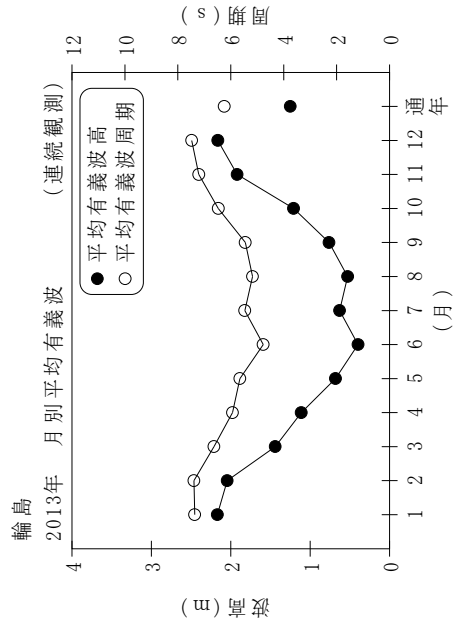 輪島
2013年 月別平均有義波 (連続観測)
平均有義波高
平均有義波周期
波高(m)
4
3
2
1
0
周期(s)
12
10
8
6
4
2
0
1 2 3 4 5 6 7 8 9 10 11 12 通年
(月)